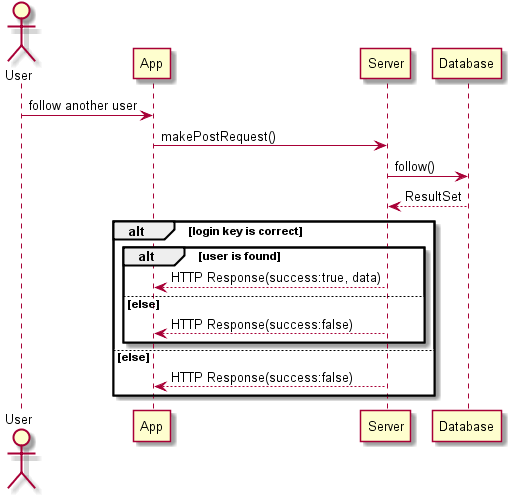 User
App
Server
Database
follow another user
makePostRequest()
follow()
ResultSet
alt [login key is correct]
alt [user is found]
HTTP Response(success:true, data)
[else]
HTTP Response(success:false)
[else]
HTTP Response(success:false)
User
App
Server
Database